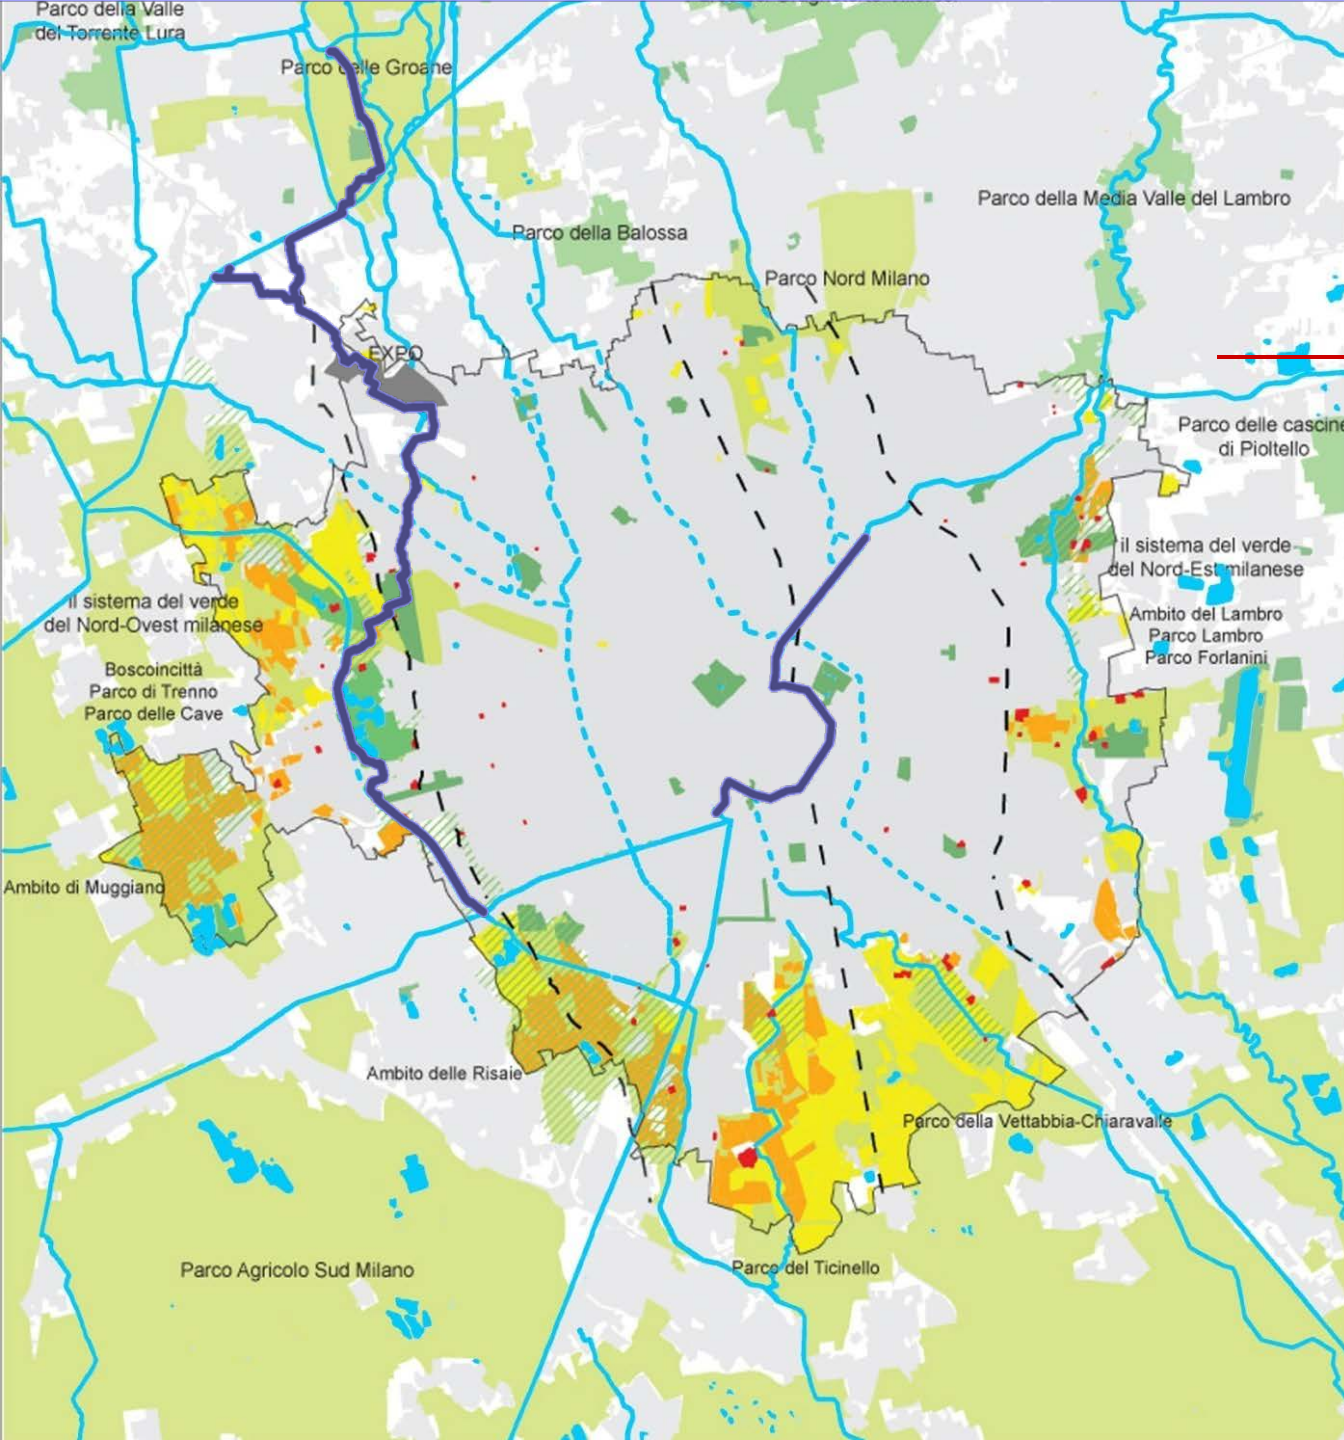 Parco della Valle
del Torrente Lura
Parco delle Groane
Parco della Media Valle del Lambro
Parco della Balossa
Parco Nord Milano
EXPO
Parco delle cascine
di Pioltello
il sistema del verde
del Nord-Est milanese
il sistema del verde
del Nord-Ovest milanese
Ambito del Lambro
Parco Lambro
Parco Forlanini
Boscoincittà
Parco di Trenno
Parco delle Cave
Ambito di Muggiano
Ambito delle Risaie
Parco della Vettabbia-Chiaravalle
Parco Agricolo Sud Milano
Parco del Ticinello